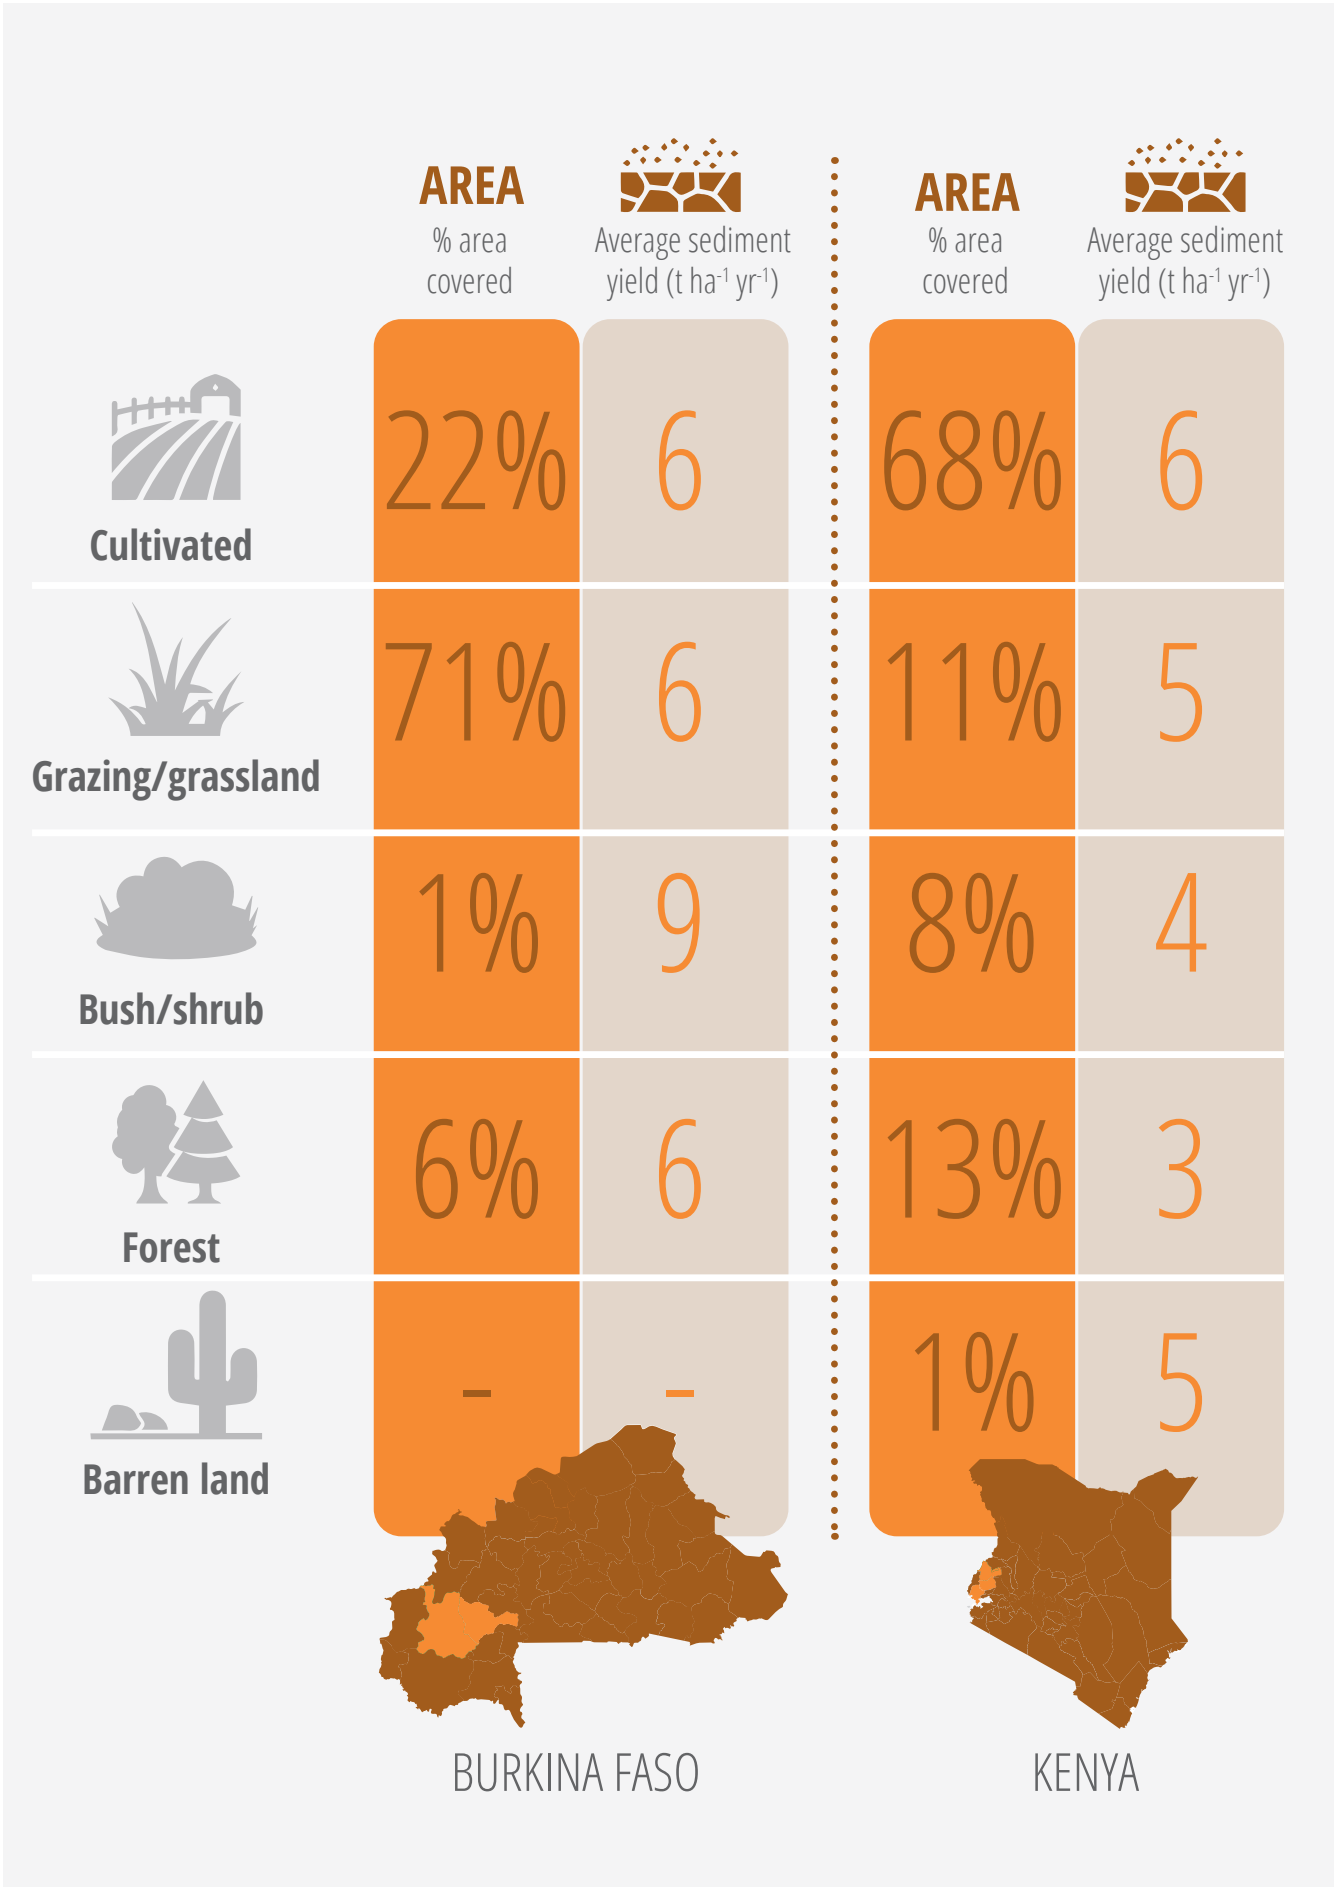 AREA
% area
covered
Average sediment
yield (t ha-1 yr-1)
AREA
% area
covered
Average sediment
yield (t ha-1 yr-1)
Cultivated
22%
6
68%
6
Grazing/grassland
71%
6
11%
5
Bush/shrub
1%
9
8%
4
Forest
6%
6
13%
3
Barren land
–
–
1%
5
BURKINA FASO
KENYA